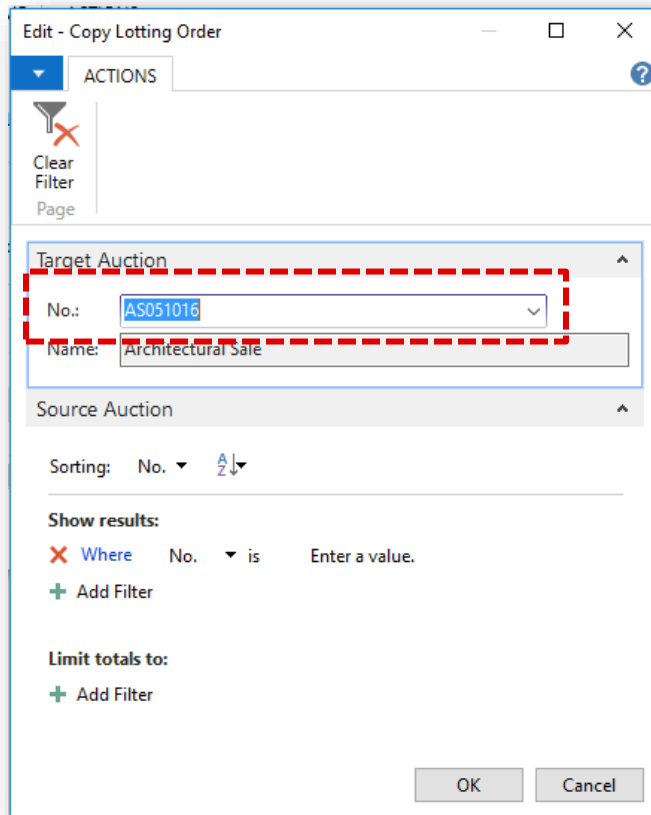 Edit - Copy Lotting Order
ACTIONS
?
Clear
Filter
Page
Target Auction
No.: AS051016
Name: Architectural Sale
Source Auction
Sorting: No. A Z
Show results:
Where No. is Enter a value.
Add Filter
Limit totals to:
Add Filter
OK Cancel